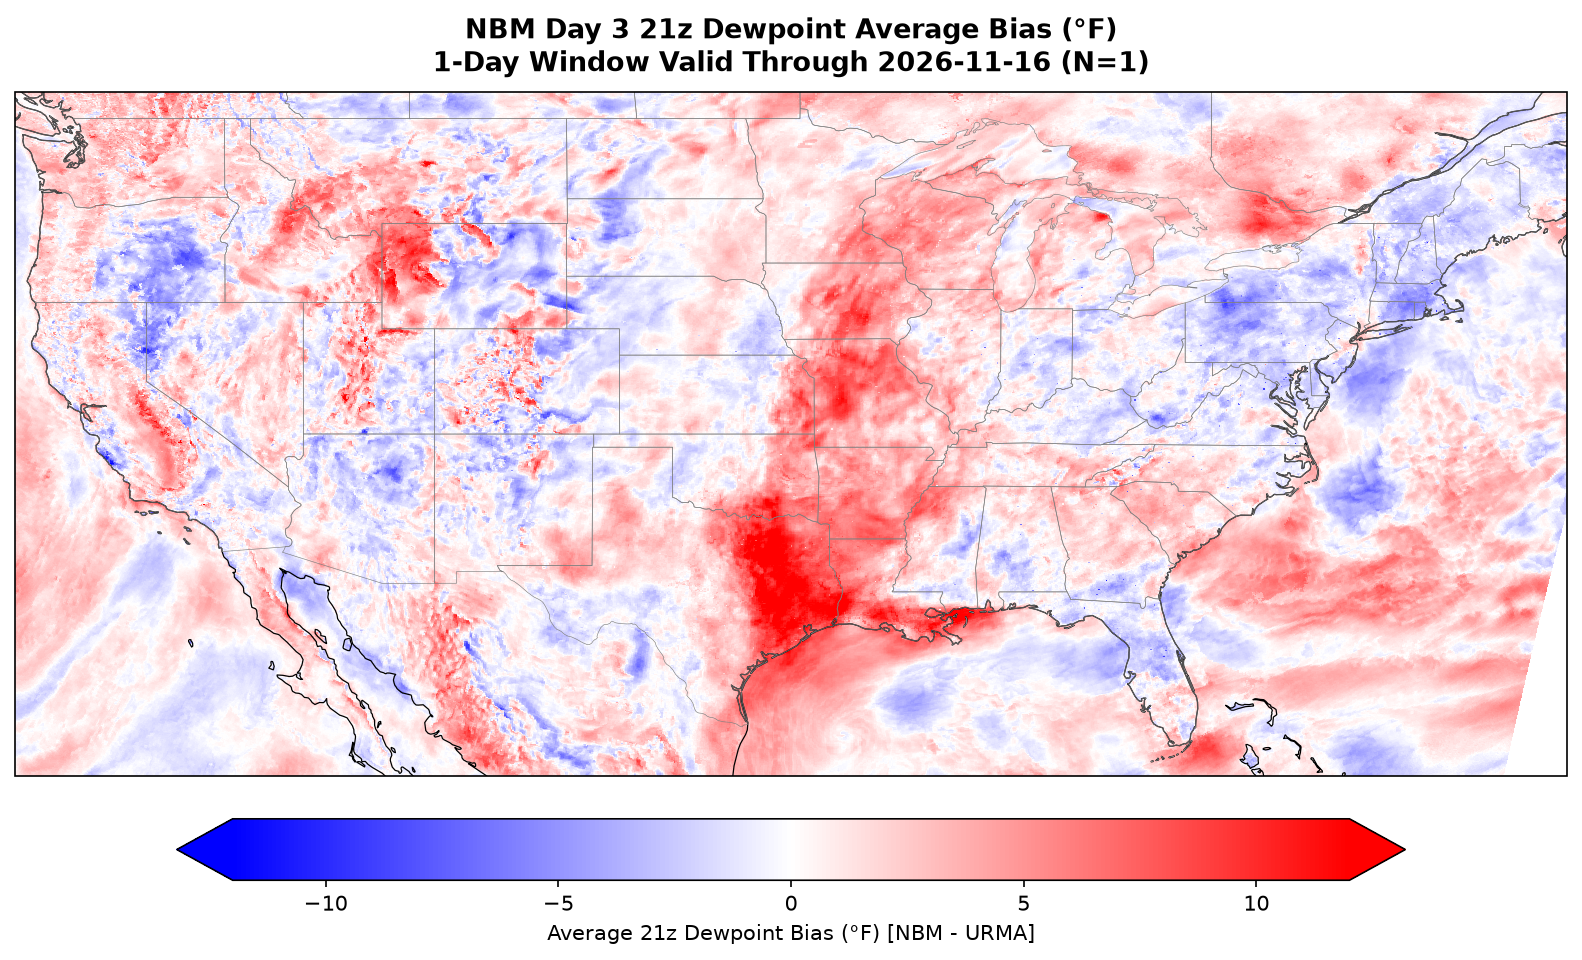 NBM Day 3 21z Dewpoint Average Bias (°F)
1-Day Window Valid Through 2026-11-16 (N=1)
−10 −5 0 5 10
Average 21z Dewpoint Bias (°F) [NBM - URMA]